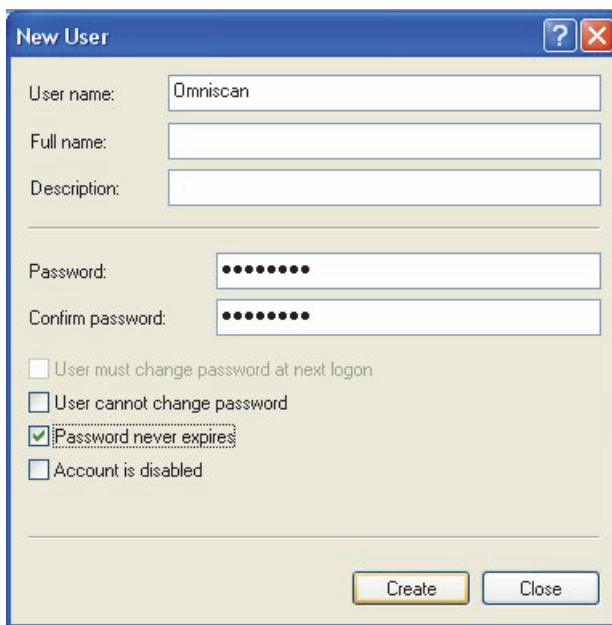 New User
User name: Omniscan
Full name:
Description:
Password: ●●●●●●●●
Confirm password: ●●●●●●●●
User must change password at next logon
User cannot change password
Password never expires
Account is disabled
Create Close